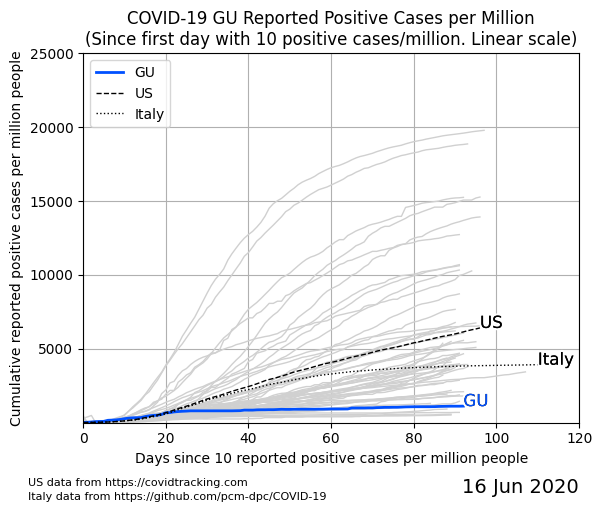 COVID-19 GU Reported Positive Cases per Million
(Since first day with 10 positive cases/million. Linear scale)
Cumulative reported positive cases per million people
25000
20000
15000
10000
5000
GU
US
Italy
US
Italy
GU
0 20 40 60 80 100 120
Days since 10 reported positive cases per million people
US data from https://covidtracking.com
Italy data from https://github.com/pcm-dpc/COVID-19
16 Jun 2020